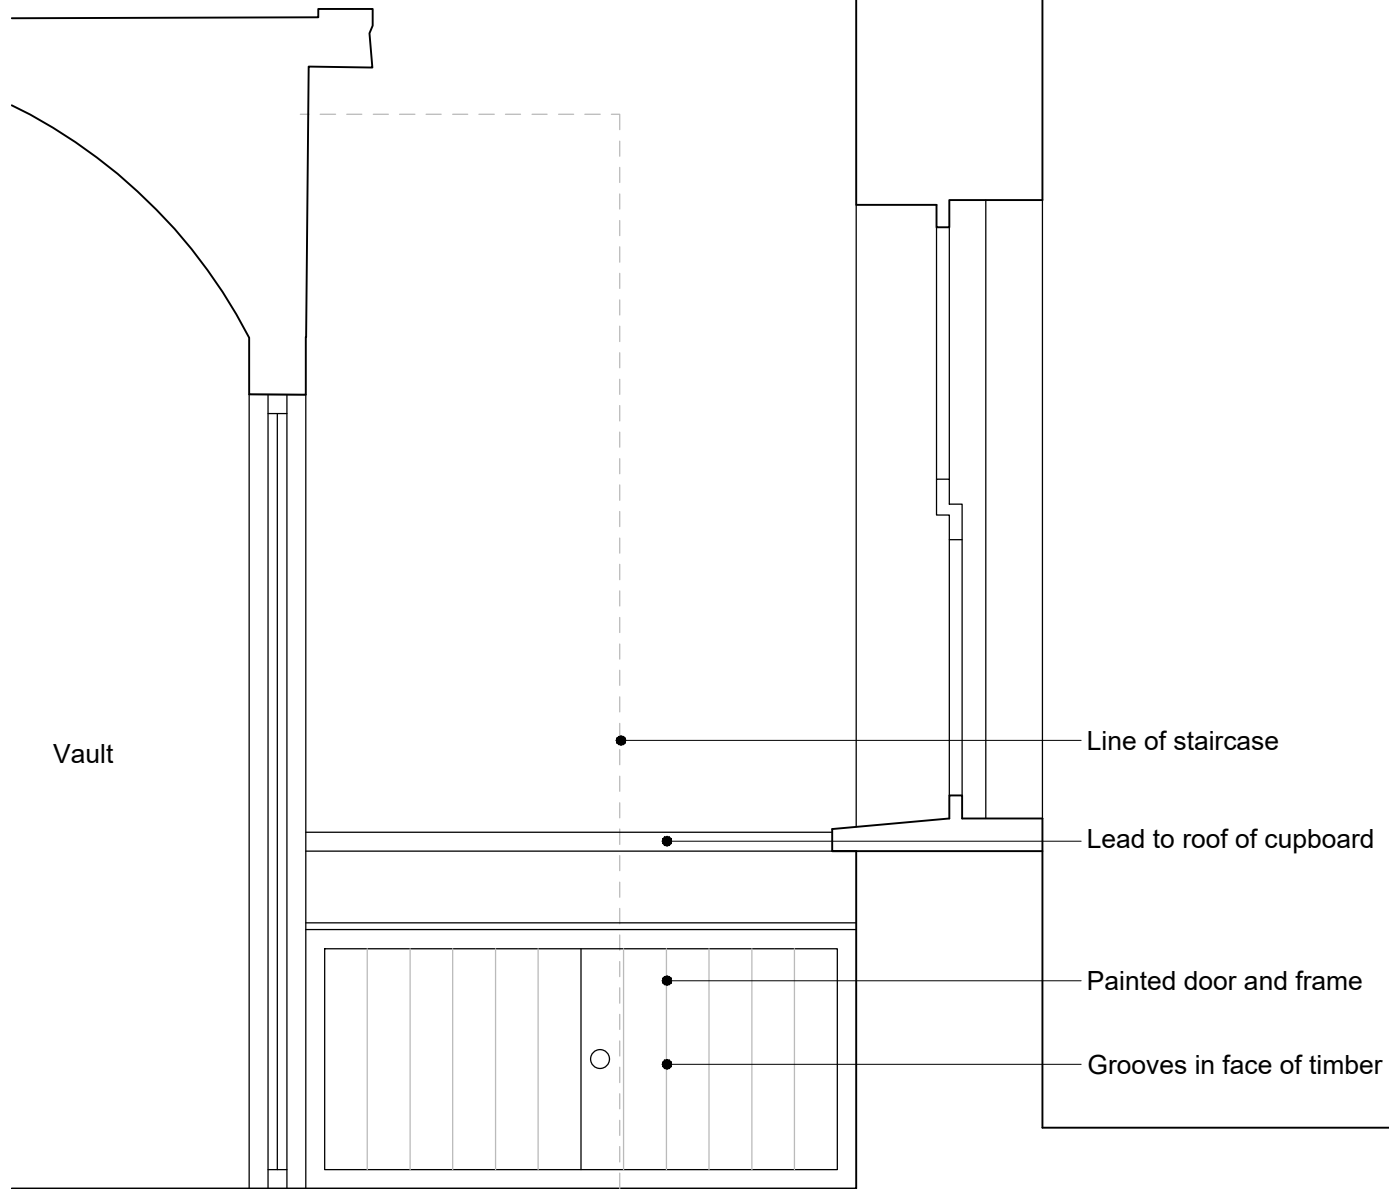 Vault
Line of staircase
Lead to roof of cupboard
Painted door and frame
Grooves in face of timber